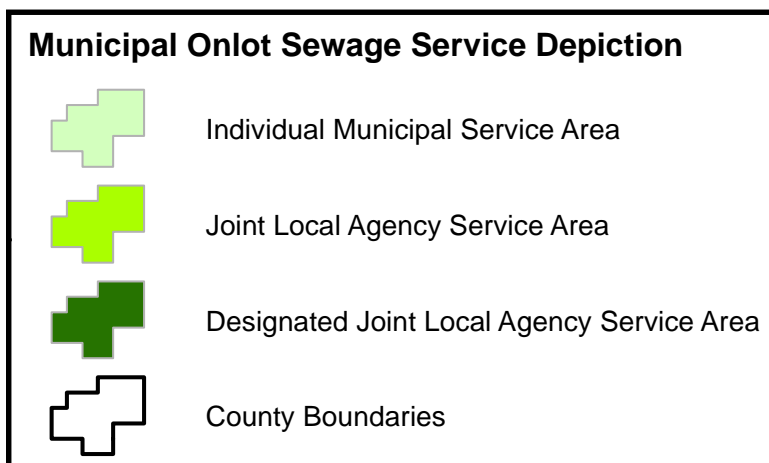 Municipal Onlot Sewage Service Depiction
Individual Municipal Service Area
Joint Local Agency Service Area
Designated Joint Local Agency Service Area
County Boundaries